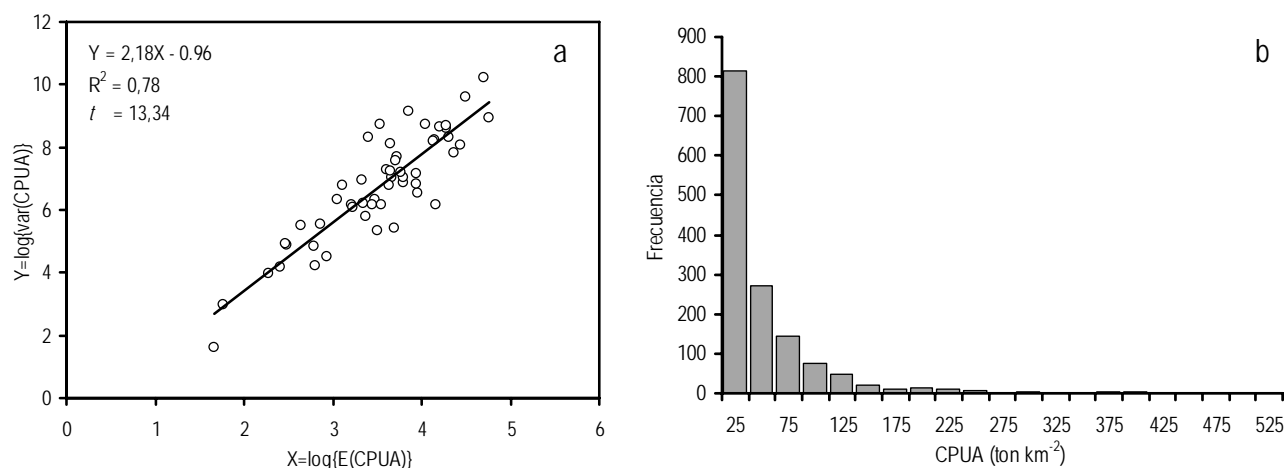 a
Y = 2,18X - 0.96
R² = 0,78
t = 13,34
Y=log{var(CPUA)}
12
10
8
6
4
2
0
0 1 2 3 4 5 6
X=log{E(CPUA)}
b
Frecuencia
900
800
700
600
500
400
300
200
100
0
25 75 125 175 225 275 325 375 425 475 525
CPUA (ton km⁻²)